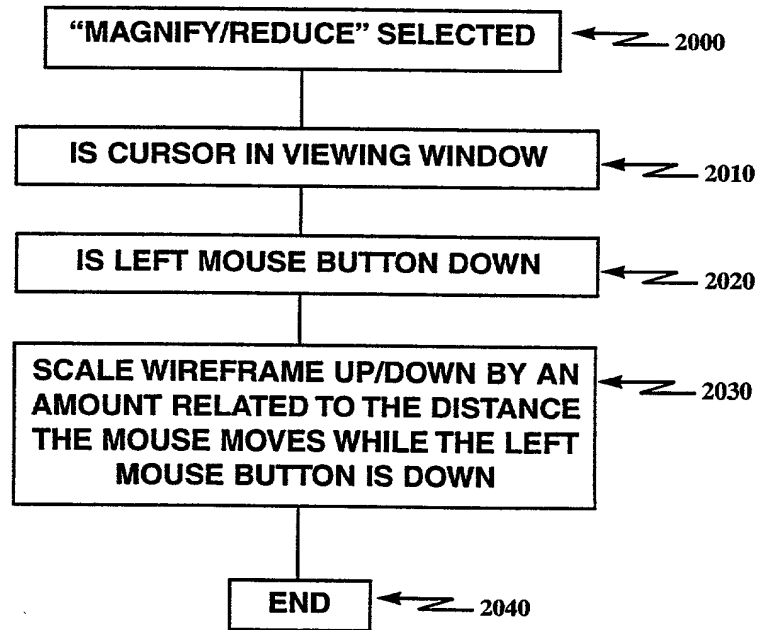 "MAGNIFY/REDUCE" SELECTED
2000
IS CURSOR IN VIEWING WINDOW
2010
IS LEFT MOUSE BUTTON DOWN
2020
SCALE WIREFRAME UP/DOWN BY AN
AMOUNT RELATED TO THE DISTANCE
THE MOUSE MOVES WHILE THE LEFT
MOUSE BUTTON IS DOWN
2030
END
2040